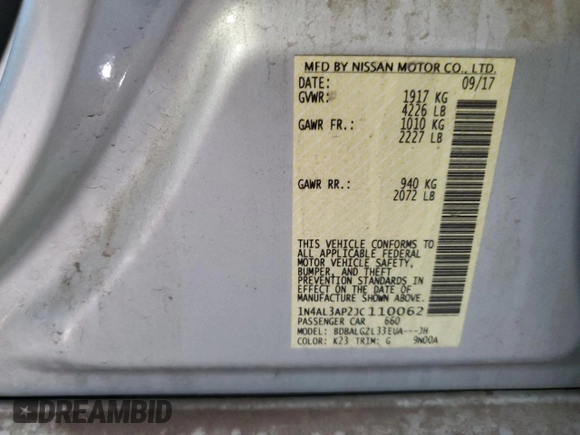 MFD BY NISSAN MOTOR CO., LTD.
DATE: 09/17
GVWR: 1917 KG
4226 LB
GAWR FR.: 1010 KG
2227 LB
GAWR RR.: 940 KG
2072 LB
THIS VEHICLE CONFORMS TO
ALL APPLICABLE FEDERAL
MOTOR VEHICLE SAFETY,
BUMPER, AND THEFT
PREVENTION STANDARDS IN
EFFECT ON THE DATE OF
MANUFACTURE SHOWN ABOVE.
1N4AL3AP2JC110062
PASSENGER CAR 660
MODEL: BDBALGZL33EUA---JH
COLOR: K23 TRIM: G 9N00A
DREAMBID